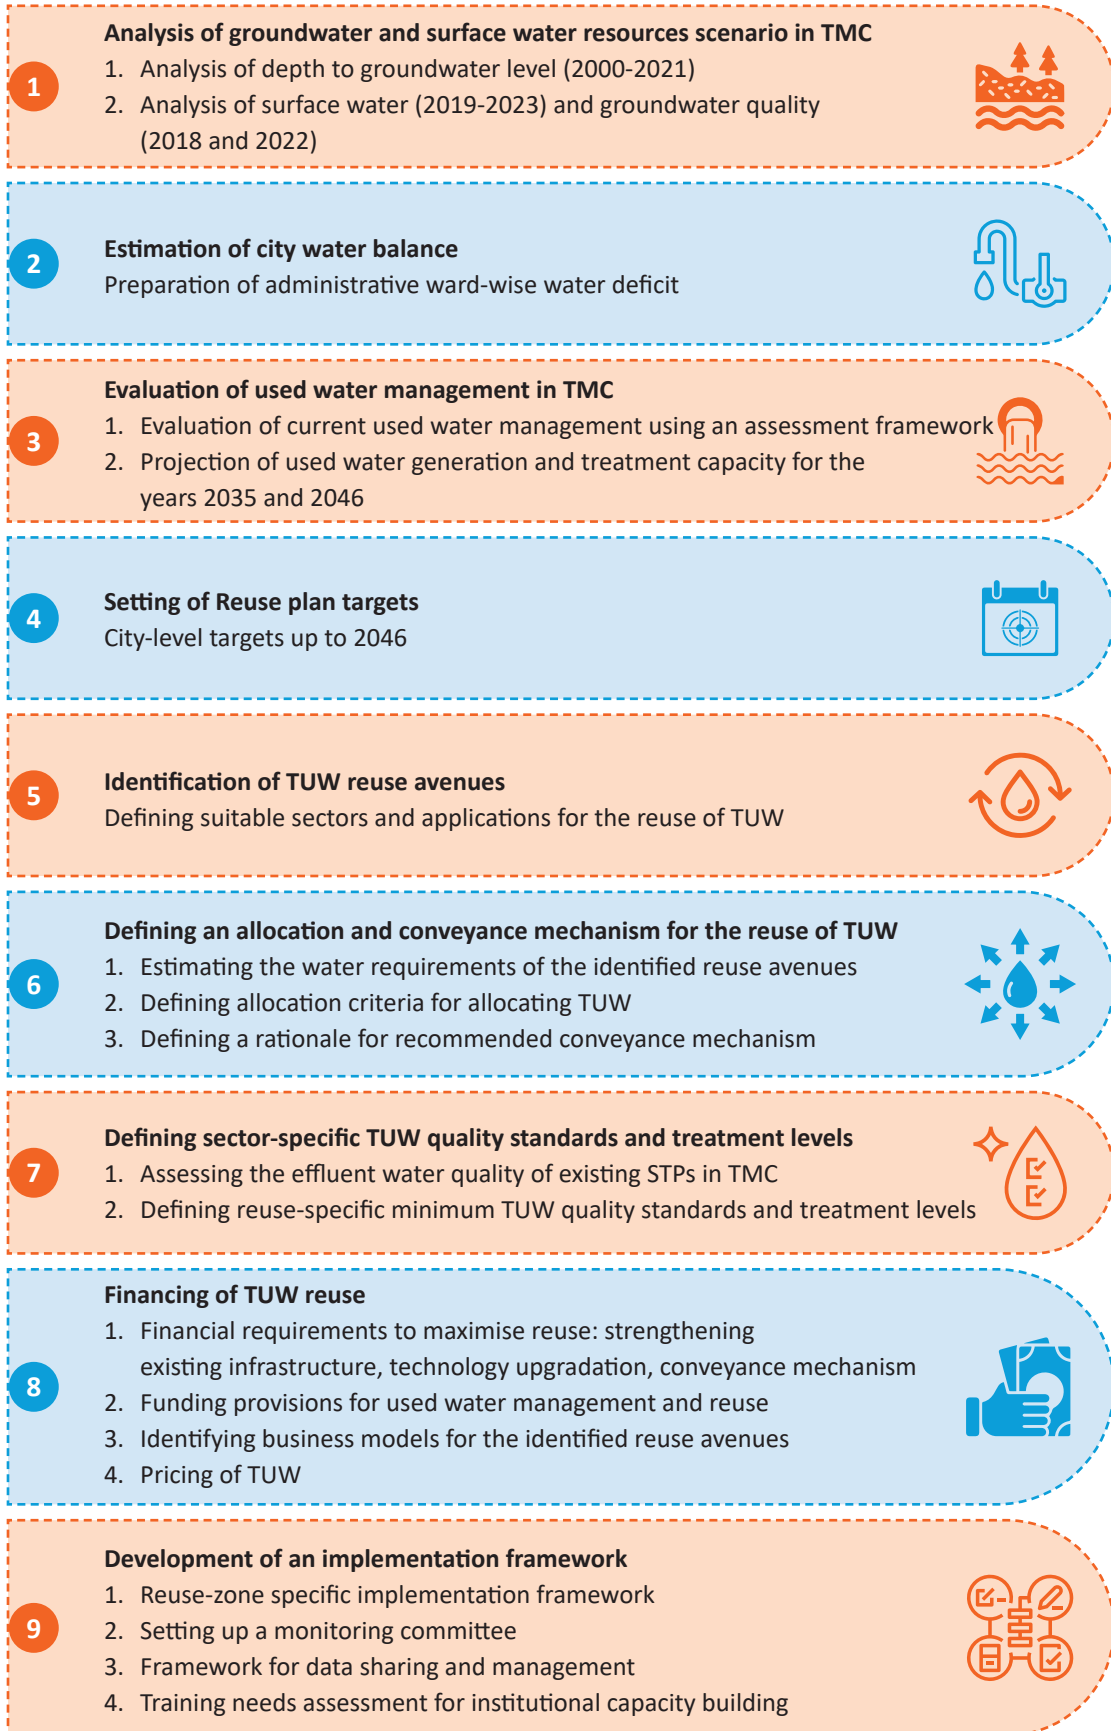 1
Analysis of groundwater and surface water resources scenario in TMC
1. Analysis of depth to groundwater level (2000-2021)
2. Analysis of surface water (2019-2023) and groundwater quality
(2018 and 2022)
2
Estimation of city water balance
Preparation of administrative ward-wise water deficit
3
Evaluation of used water management in TMC
1. Evaluation of current used water management using an assessment framework
2. Projection of used water generation and treatment capacity for the
years 2035 and 2046
4
Setting of Reuse plan targets
City-level targets up to 2046
5
Identification of TUW reuse avenues
Defining suitable sectors and applications for the reuse of TUW
6
Defining an allocation and conveyance mechanism for the reuse of TUW
1. Estimating the water requirements of the identified reuse avenues
2. Defining allocation criteria for allocating TUW
3. Defining a rationale for recommended conveyance mechanism
7
Defining sector-specific TUW quality standards and treatment levels
1. Assessing the effluent water quality of existing STPs in TMC
2. Defining reuse-specific minimum TUW quality standards and treatment levels
8
Financing of TUW reuse
1. Financial requirements to maximise reuse: strengthening
existing infrastructure, technology upgradation, conveyance mechanism
2. Funding provisions for used water management and reuse
3. Identifying business models for the identified reuse avenues
4. Pricing of TUW
9
Development of an implementation framework
1. Reuse-zone specific implementation framework
2. Setting up a monitoring committee
3. Framework for data sharing and management
4. Training needs assessment for institutional capacity building